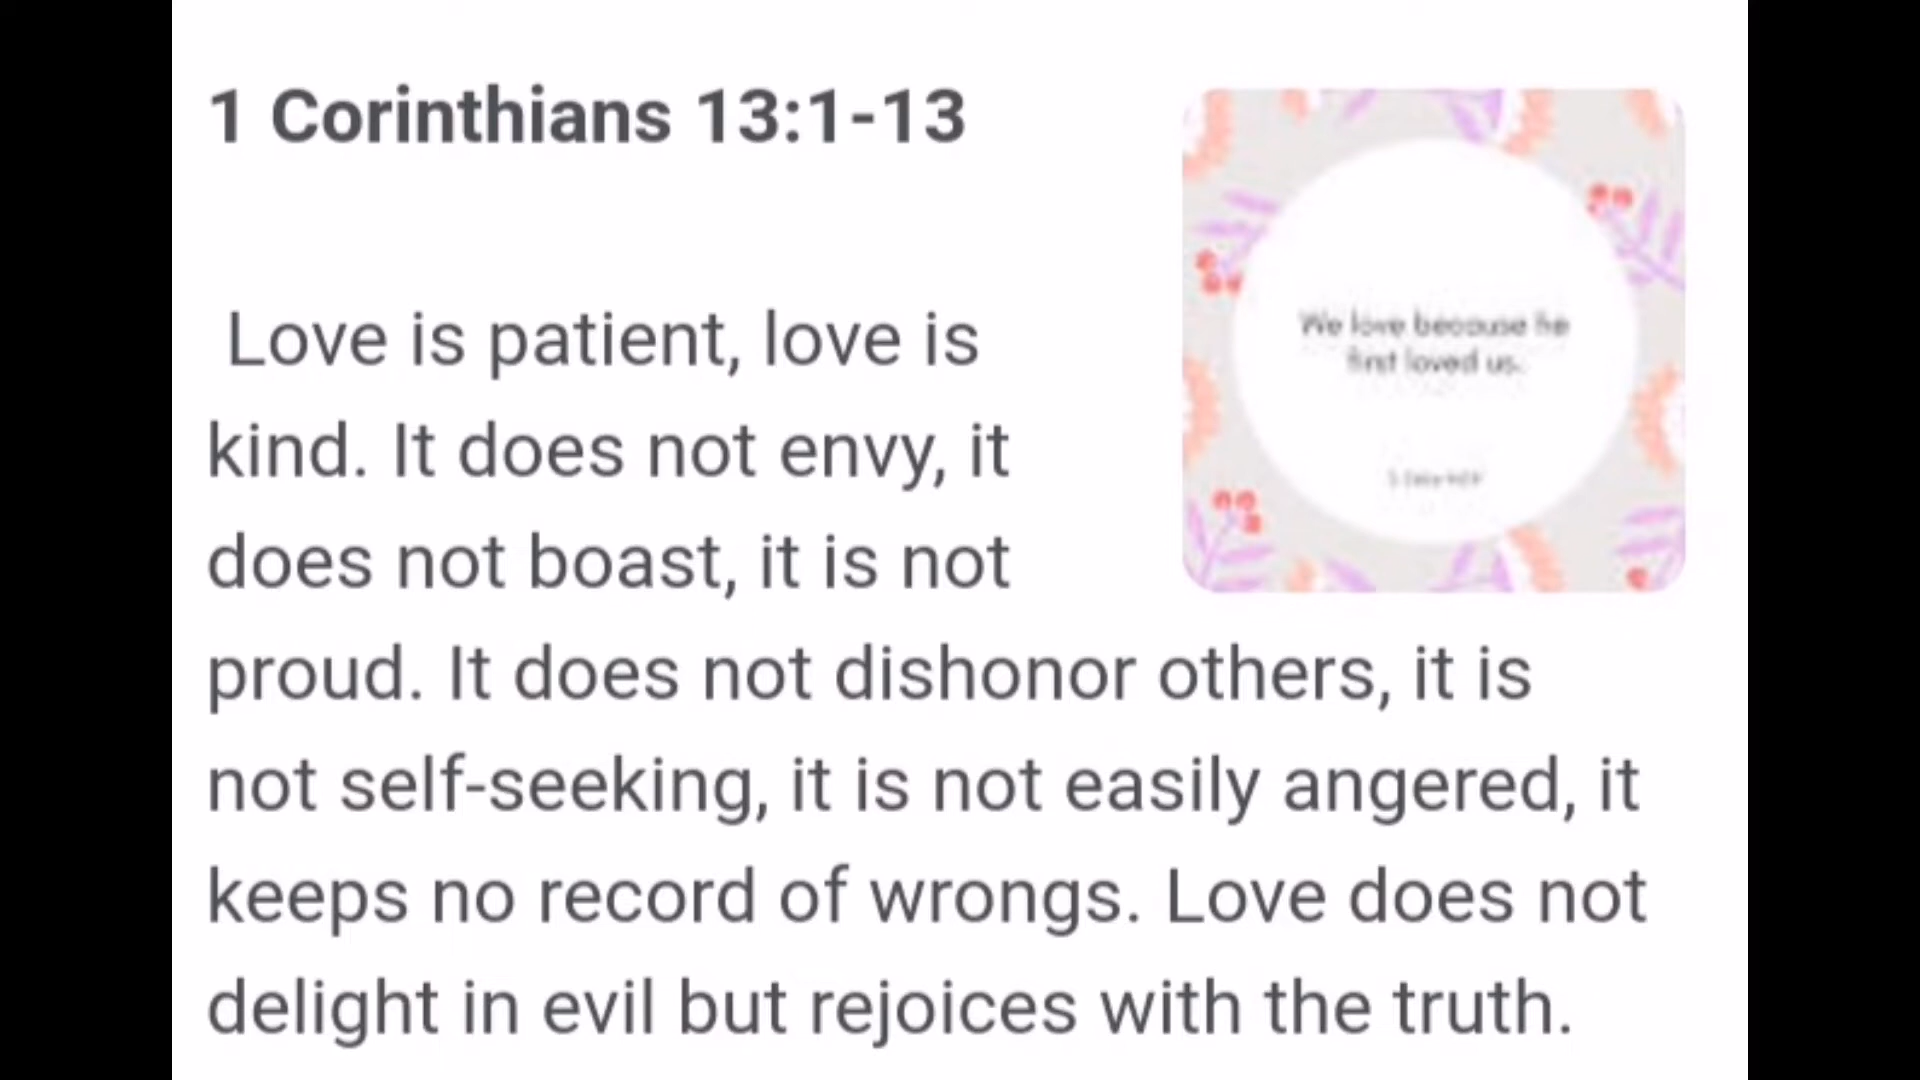 1 Corinthians 13:1-13
Love is patient, love is
kind. It does not envy, it
does not boast, it is not
proud. It does not dishonor others, it is
not self-seeking, it is not easily angered, it
keeps no record of wrongs. Love does not
delight in evil but rejoices with the truth.
We love because he
first loved us.